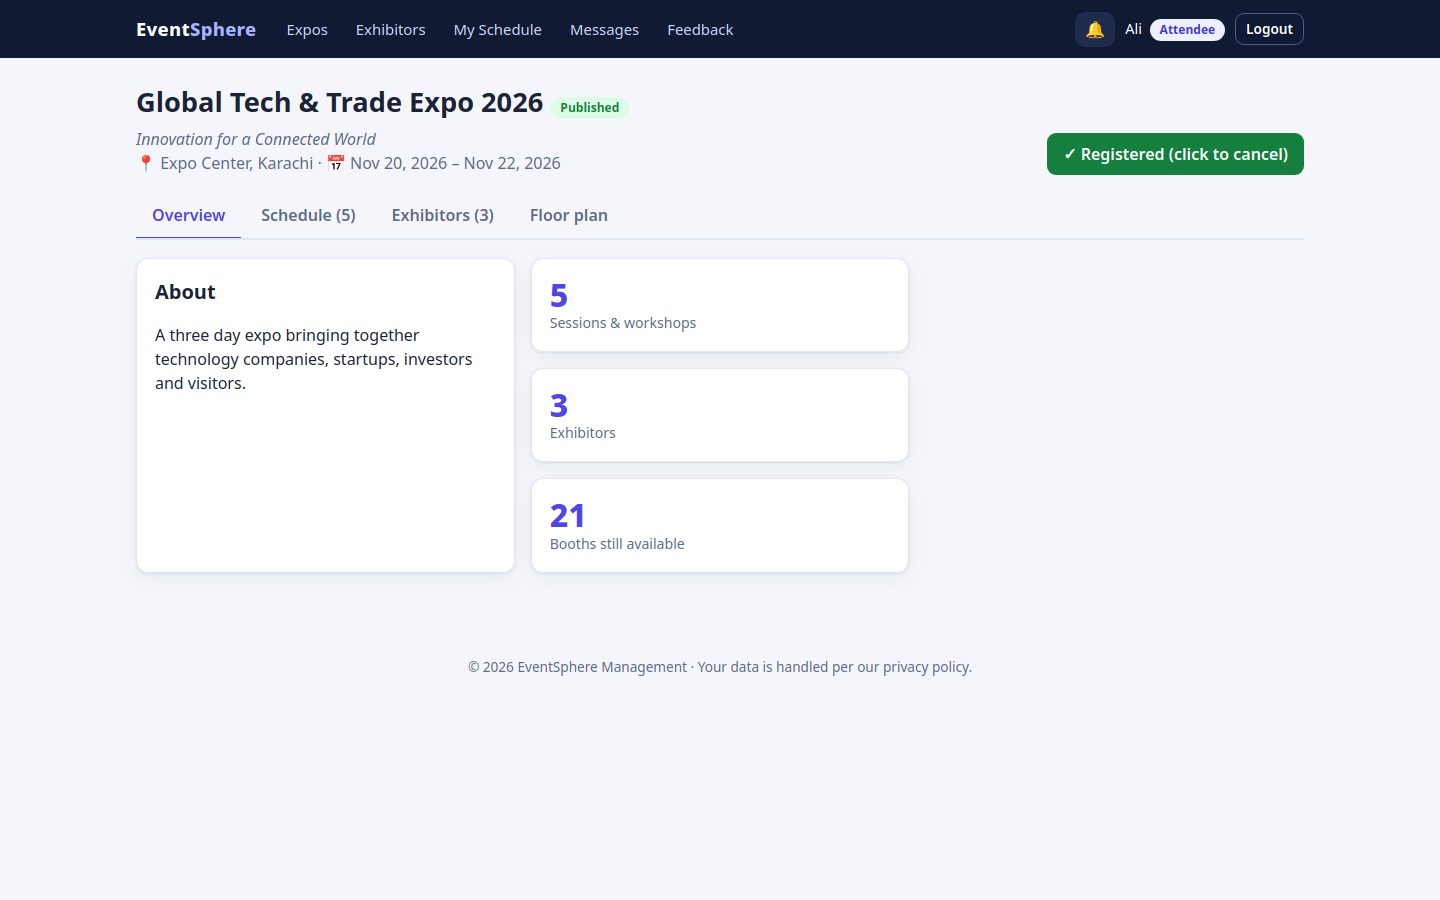 EventSphere Expos Exhibitors My Schedule Messages Feedback 🔔 Ali Attendee Logout
Global Tech & Trade Expo 2026 Published
Innovation for a Connected World
📍 Expo Center, Karachi · 📅 Nov 20, 2026 – Nov 22, 2026
✓ Registered (click to cancel)
Overview Schedule (5) Exhibitors (3) Floor plan
About
A three day expo bringing together
technology companies, startups, investors
and visitors.
5
Sessions & workshops
3
Exhibitors
21
Booths still available
© 2026 EventSphere Management · Your data is handled per our privacy policy.